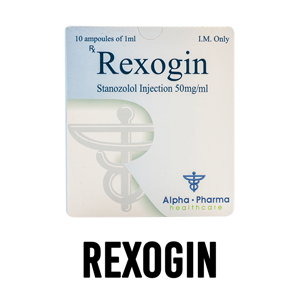 10 ampoules of 1ml
I.M. Only
Rx
Rexogin
Stanozolol Injection 50mg/ml
Alpha - Pharma
healthcare
REXOGIN